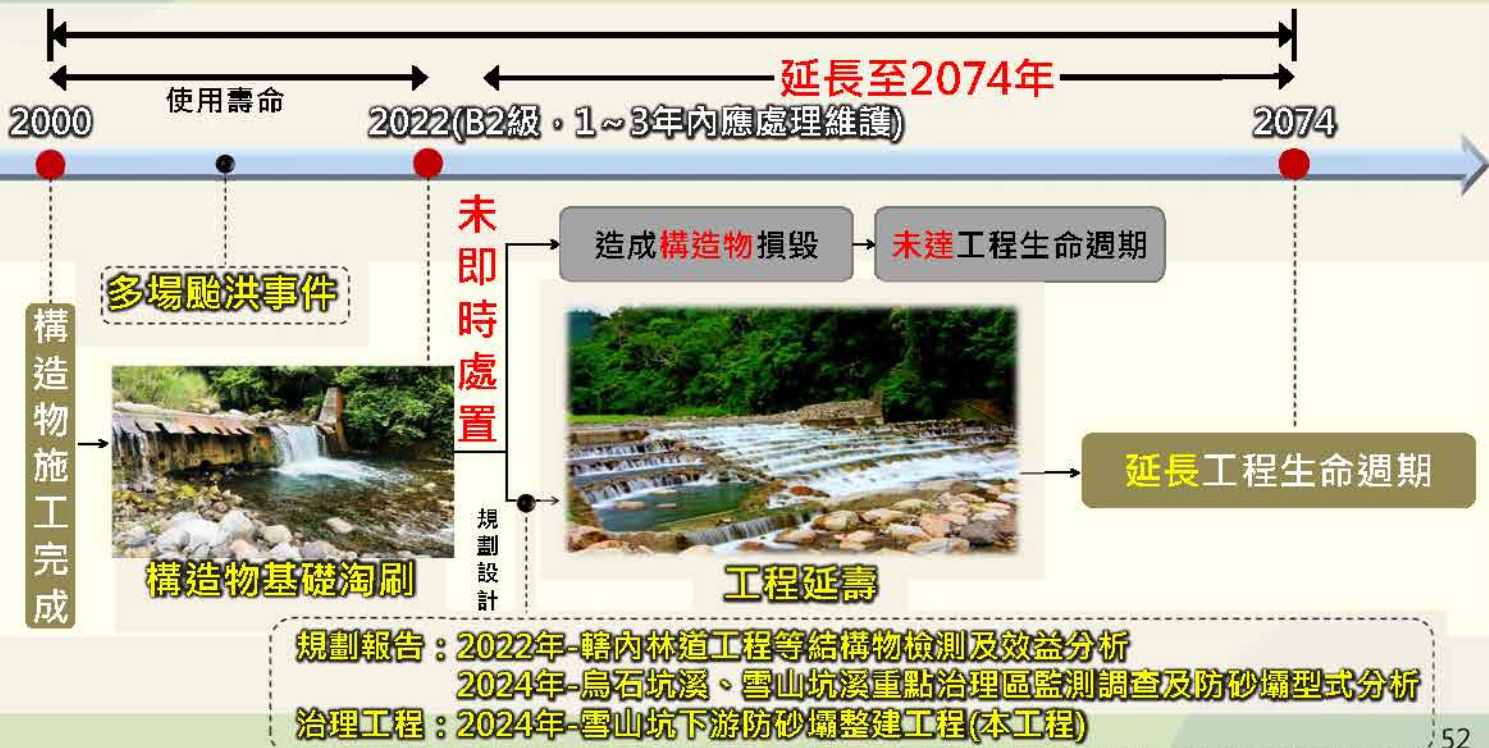 延長至2074年
使用壽命
2000
2022(B2級,1~3年內應處理維護)
2074
未即時處置
造成構造物損毀
未達工程生命週期
多場颱洪事件
構造物施工完成
構造物基礎淘刷
規劃設計
工程延壽
延長工程生命週期
規劃報告：2022年-轄內林道工程等結構物檢測及效益分析
2024年-烏石坑溪、雪山坑溪重點治理區監測調查及防砂壩型式分析
治理工程：2024年-雪山坑下游防砂壩整建工程(本工程)
52